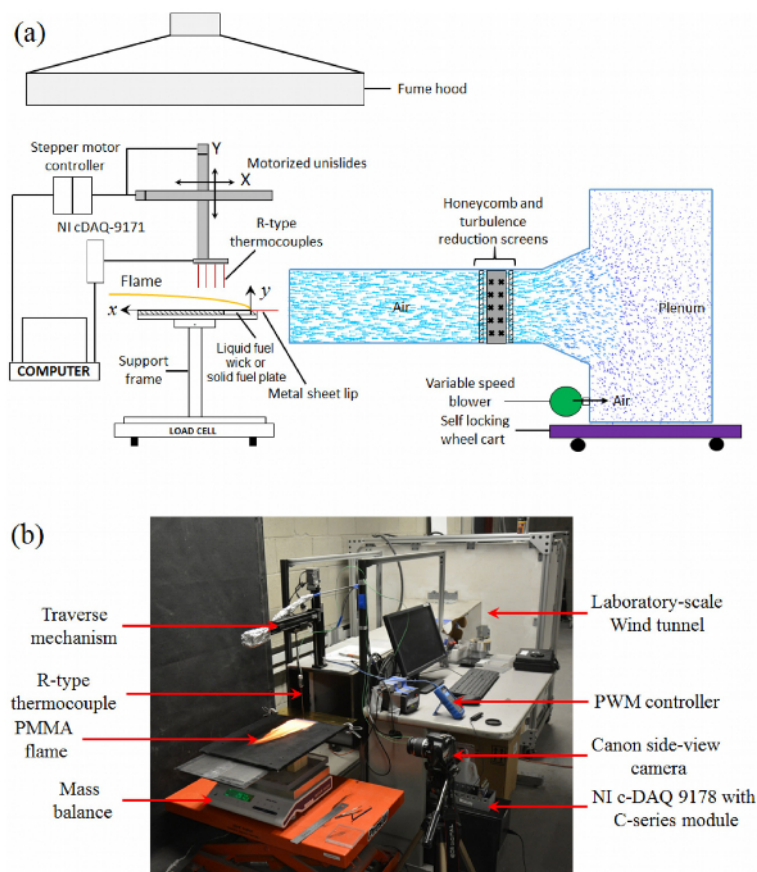 (a)
Fume hood
Stepper motor
controller
Y
Motorized unislides
X
NI cDAQ-9171
R-type
thermocouples
Honeycomb and
turbulence
reduction screens
Flame
y
x
Air
Plenum
COMPUTER
Support
frame
Liquid fuel
wick or
solid fuel plate
Metal sheet lip
Variable speed
blower
Air
Self locking
wheel cart
LOAD CELL
(b)
Traverse
mechanism
Laboratory-scale
Wind tunnel
R-type
thermocouple
PMMA
flame
PWM controller
Canon side-view
camera
Mass
balance
NI c-DAQ 9178 with
C-series module